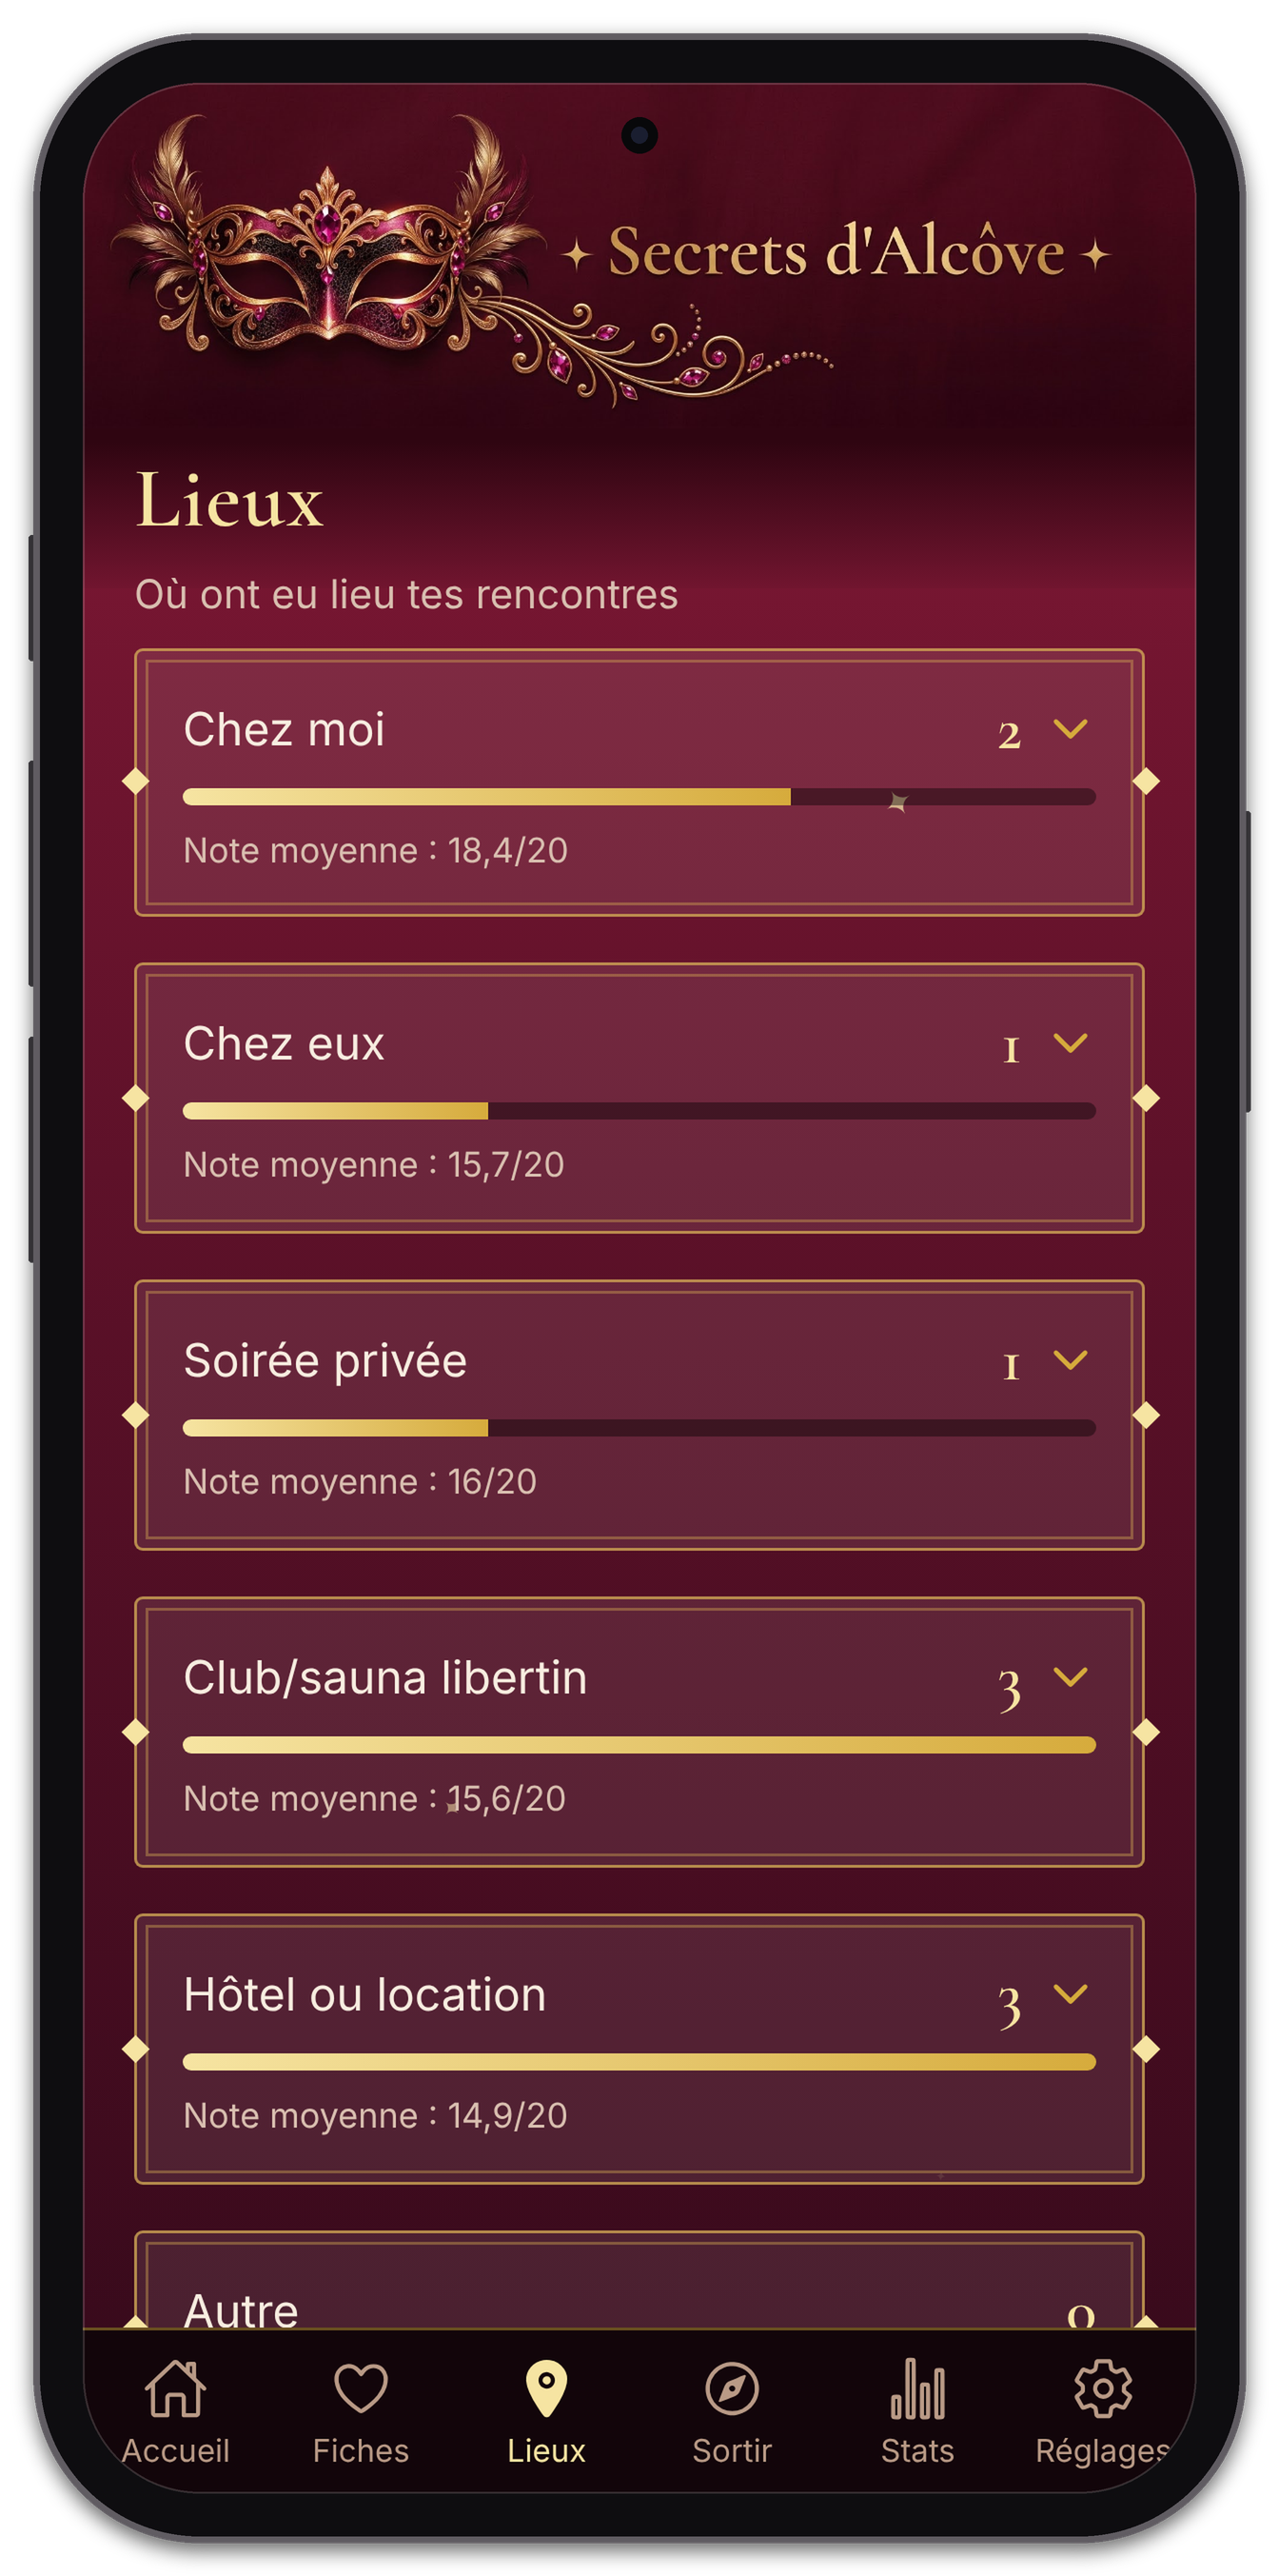 Secrets d'Alcôve
Lieux
Où ont eu lieu tes rencontres
Chez moi 2
Note moyenne : 18,4/20
Chez eux 1
Note moyenne : 15,7/20
Soirée privée 1
Note moyenne : 16/20
Club/sauna libertin 3
Note moyenne : 15,6/20
Hôtel ou location 3
Note moyenne : 14,9/20
Autre 0
Accueil Fiches Lieux Sortir Stats Réglages